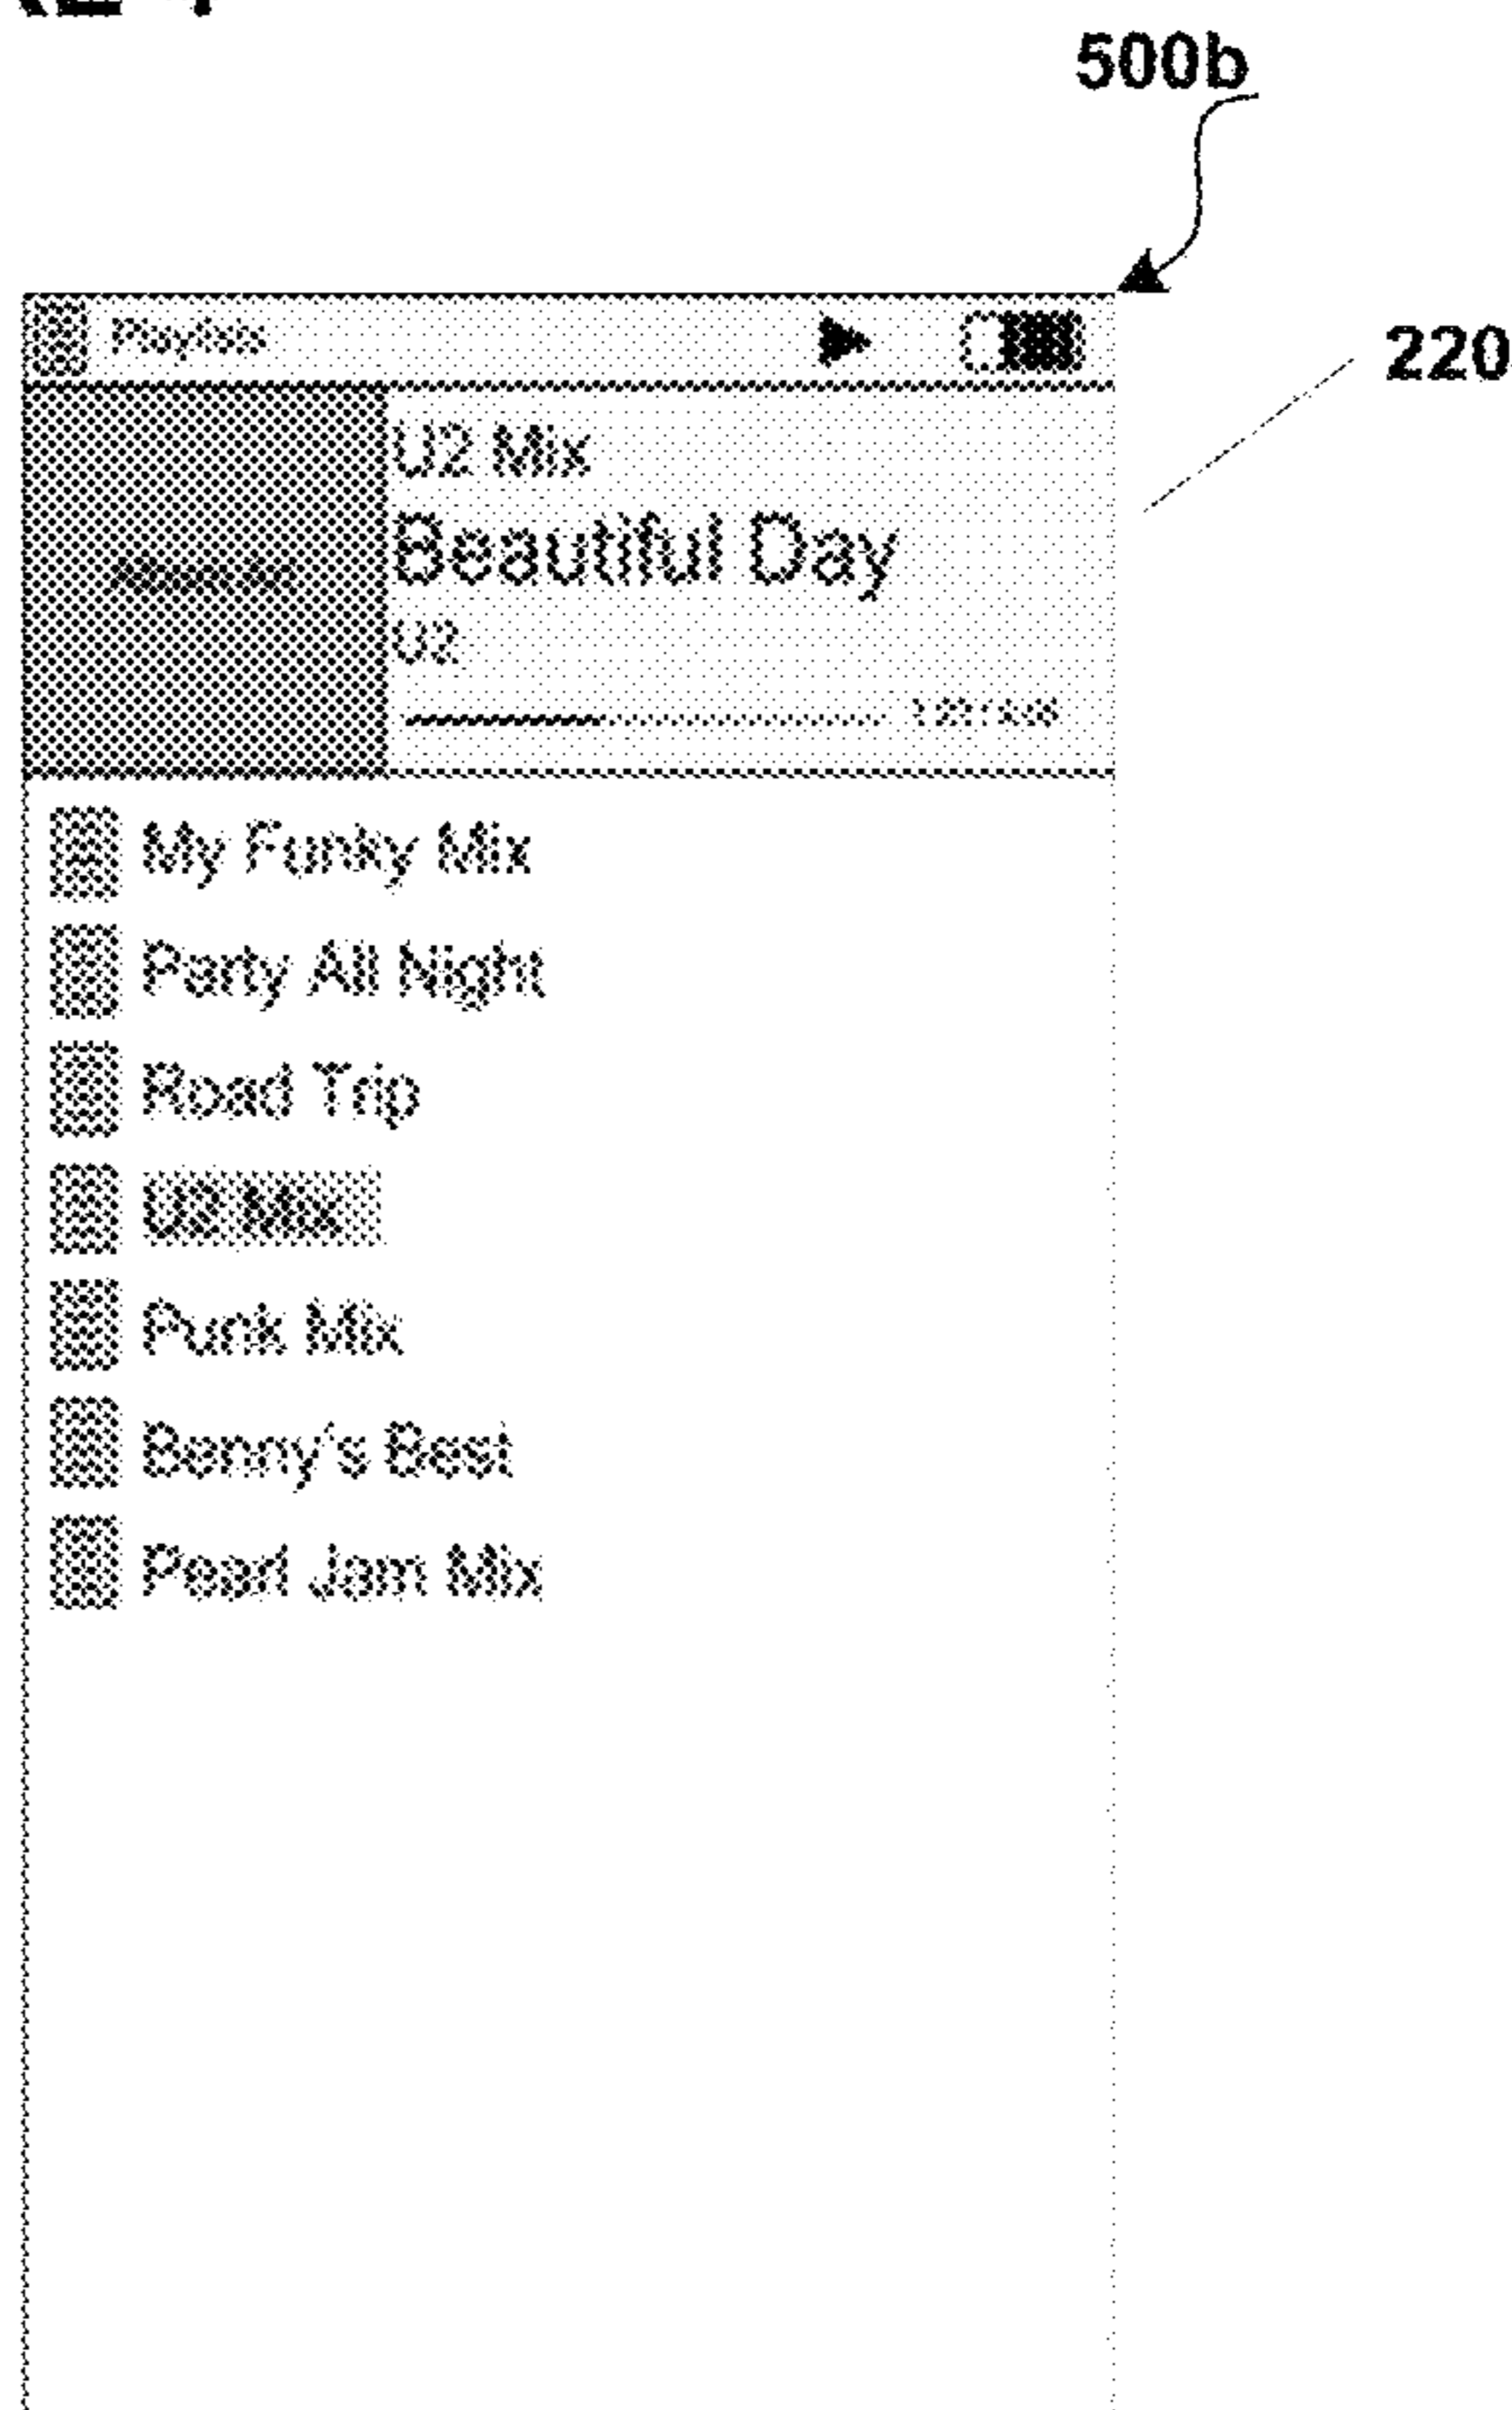 500b
220
Playlists
U2 Mix
Beautiful Day
U2
My Funky Mix
Party All Night
Road Trip
U2 Mix
Punk Mix
Benny's Best
Pearl Jam Mix